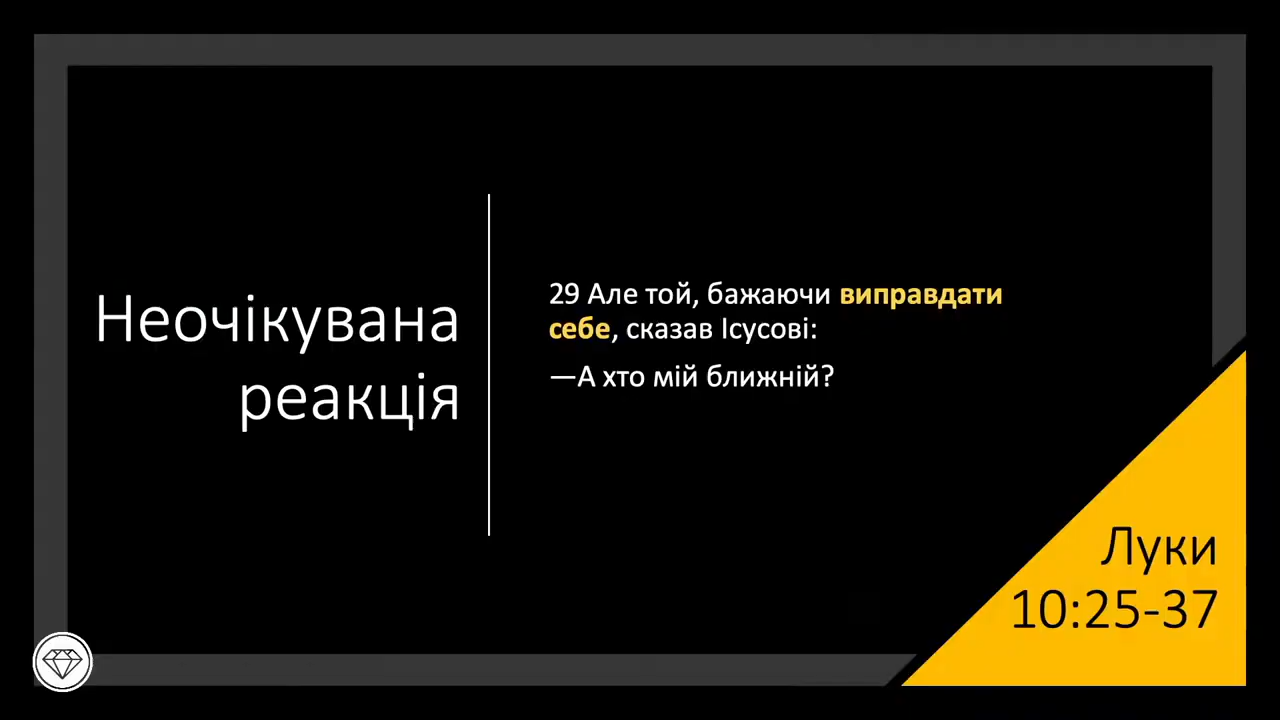 Неочікувана
реакція
29 Але той, бажаючи виправдати
себе, сказав Ісусові:
—А хто мій ближній?
Луки
10:25-37